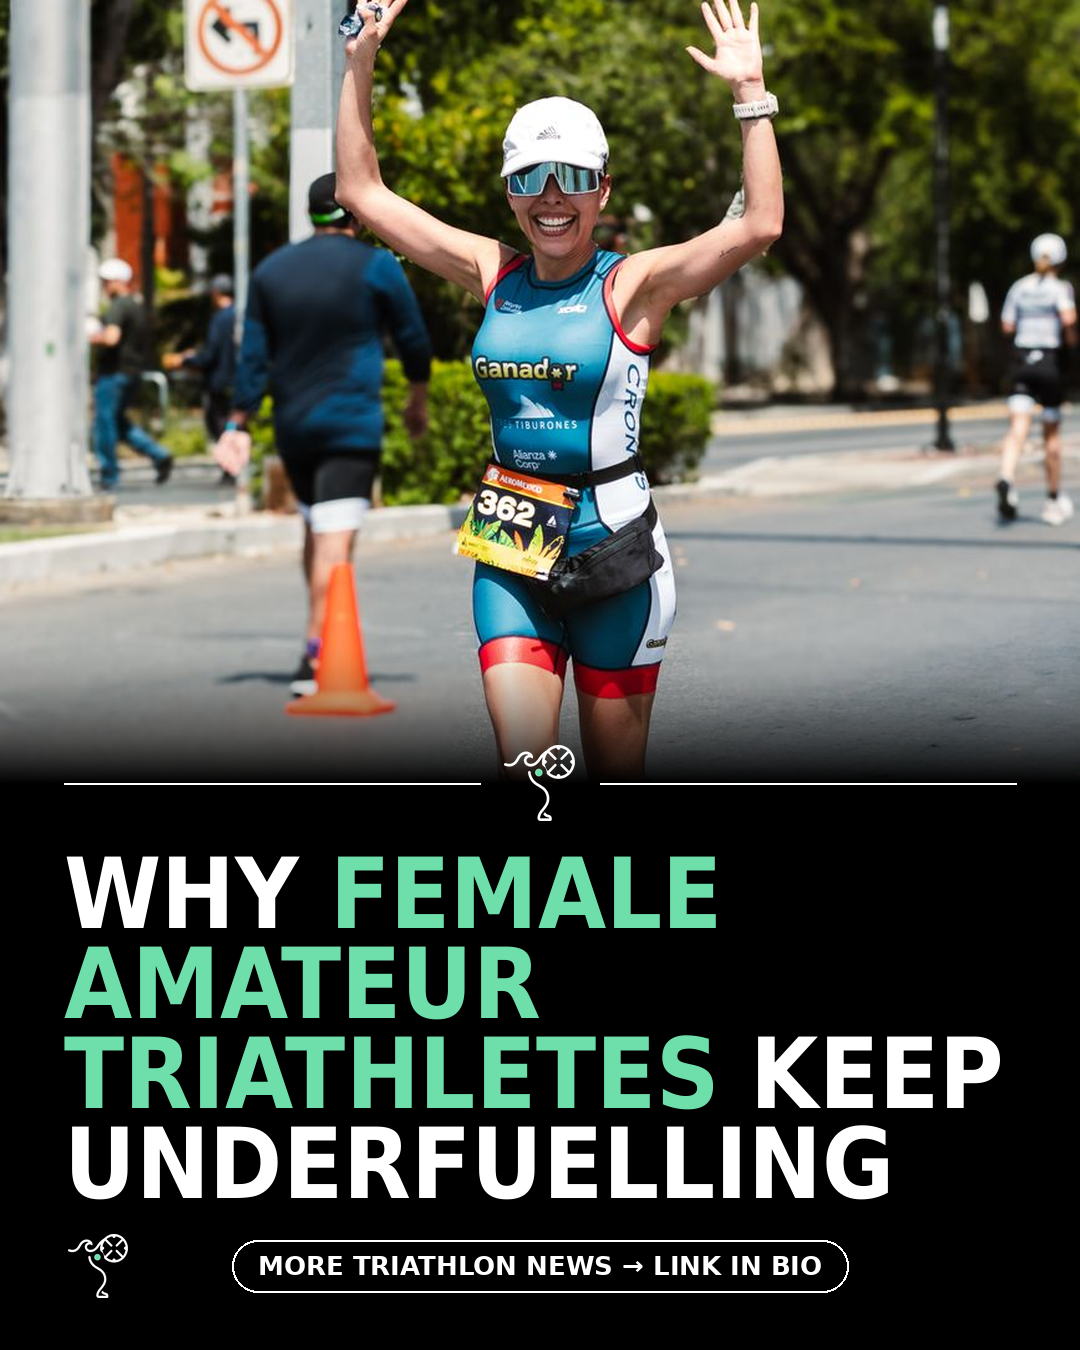 adidas
Ganador
TIBURONES
Alianza
Corp
CRON
AEROMEXICO
362
WHY FEMALE
AMATEUR
TRIATHLETES KEEP
UNDERFUELLING
MORE TRIATHLON NEWS → LINK IN BIO